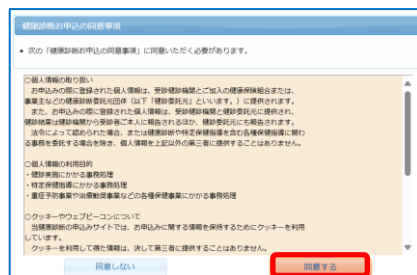 健康診断お申込の同意事項
• 次の「健康診断お申込の同意事項」に同意いただく必要があります。
○個人情報の取り扱い
お申込みの際に登録された個人情報は、受診健診機関とご加入の健康保険組合または、
事業主などの健康診断委託元団体（以下「健診委託元」といいます。）に提供されます。
また、お申込みの際に登録された個人情報は、受診健診機関と健診委託元に提供され、
健診結果は健診機関から受診者ご本人に報告されるほか、健診委託元にも報告されます。
法令によって認められた場合、または健康診断や特定保健指導を含む各種保健指導に関わ
る事務を委託する場合を除き、個人情報を上記以外の第三者に提供することはありません。
○個人情報の利用目的
・健診実施にかかる事務処理
・特定保健指導にかかる事務処理
・重症予防事業や治療勧奨事業などの各種保健事業にかかる事務処理
○クッキーやウェブビーコンについて
当健康診断の申込みサイトでは、お申込みに関する情報を保持するためにクッキーを利用
しています。
クッキーを利用して得た情報は、決して第三者に提供することはありません。
同意しない
同意する